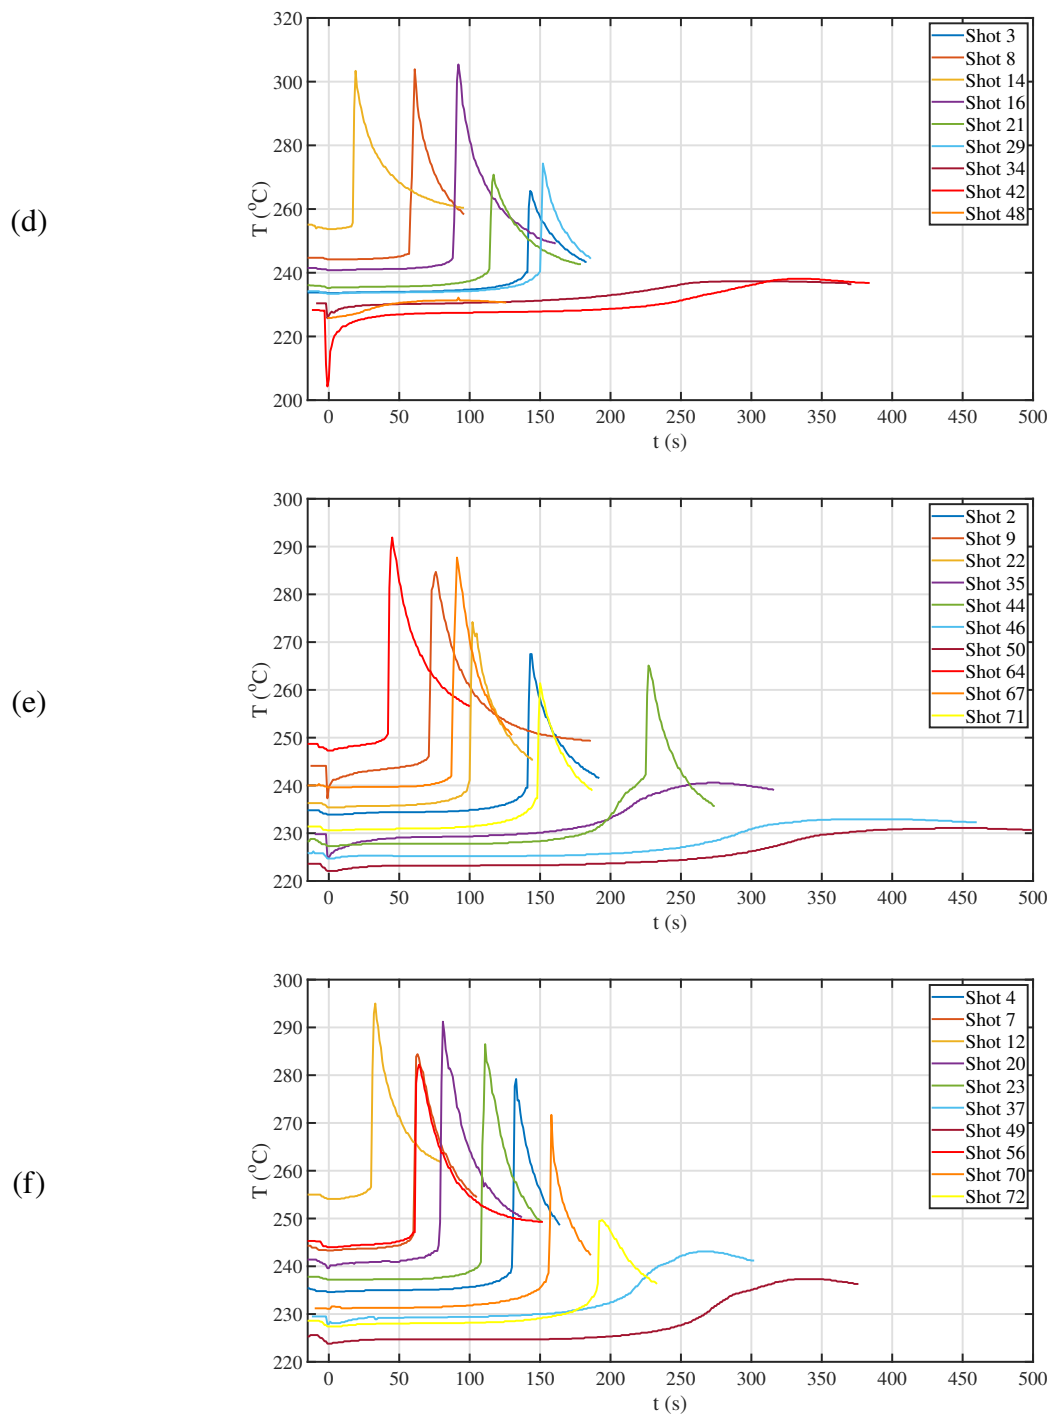 (d)
T (°C)
320
300
280
260
240
220
200
0 50 100 150 200 250 300 350 400 450 500
t (s)
Shot 3
Shot 8
Shot 14
Shot 16
Shot 21
Shot 29
Shot 34
Shot 42
Shot 48
(e)
T (°C)
300
290
280
270
260
250
240
230
220
0 50 100 150 200 250 300 350 400 450 500
t (s)
Shot 2
Shot 9
Shot 22
Shot 35
Shot 44
Shot 46
Shot 50
Shot 64
Shot 67
Shot 71
(f)
T (°C)
300
290
280
270
260
250
240
230
220
0 50 100 150 200 250 300 350 400 450 500
t (s)
Shot 4
Shot 7
Shot 12
Shot 20
Shot 23
Shot 37
Shot 49
Shot 56
Shot 70
Shot 72